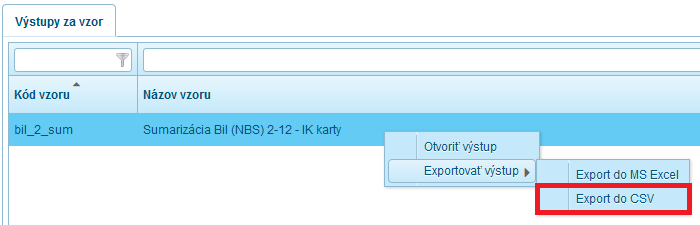 Výstupy za vzor
Kód vzoru
Názov vzoru
bil_2_sum
Sumarizácia Bil (NBS) 2-12 - IK karty
Otvoriť výstup
Exportovať výstup
Export do MS Excel
Export do CSV